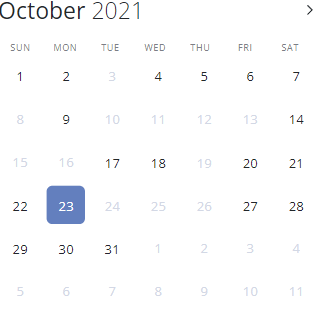 October 2021
SUN MON TUE WED THU FRI SAT
1 2 3 4 5 6 7
8 9 10 11 12 13 14
15 16 17 18 19 20 21
22 23 24 25 26 27 28
29 30 31 1 2 3 4
5 6 7 8 9 10 11